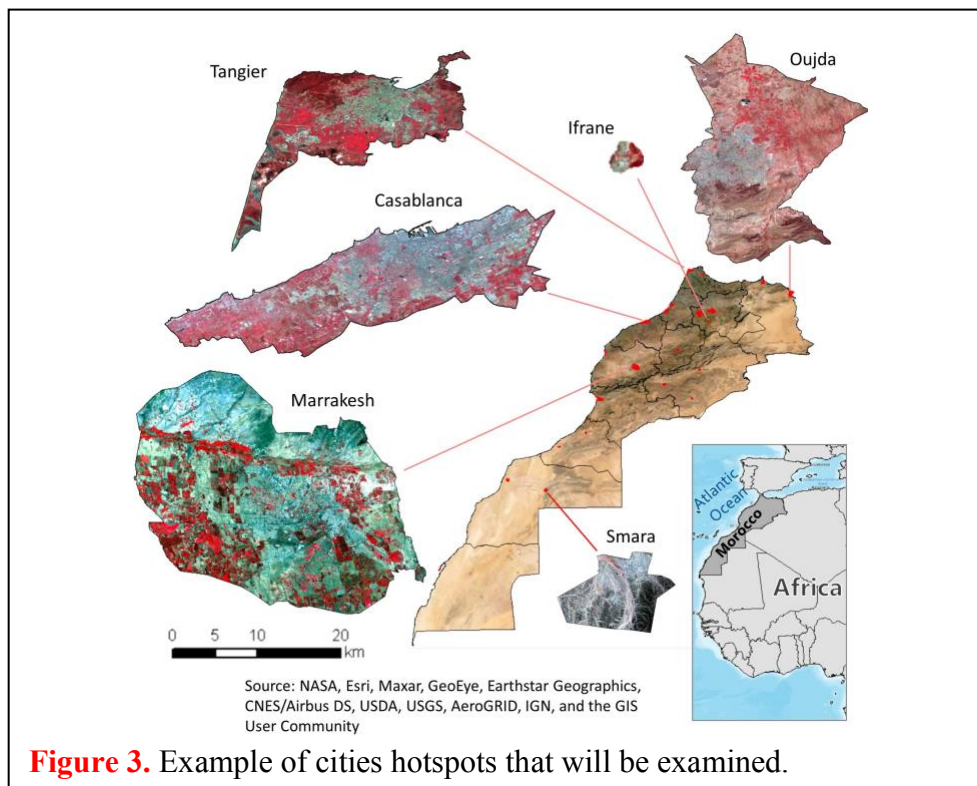 Tangier
Oujda
Ifrane
Casablanca
Marrakesh
Smara
Atlantic
Ocean
Morocco
Africa
0 5 10 20
km
Source: NASA, Esri, Maxar, GeoEye, Earthstar Geographics,
CNES/Airbus DS, USDA, USGS, AeroGRID, IGN, and the GIS
User Community
Figure 3. Example of cities hotspots that will be examined.